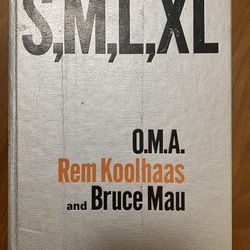 S,M,L,XL
O.M.A.
Rem Koolhaas
and Bruce Mau